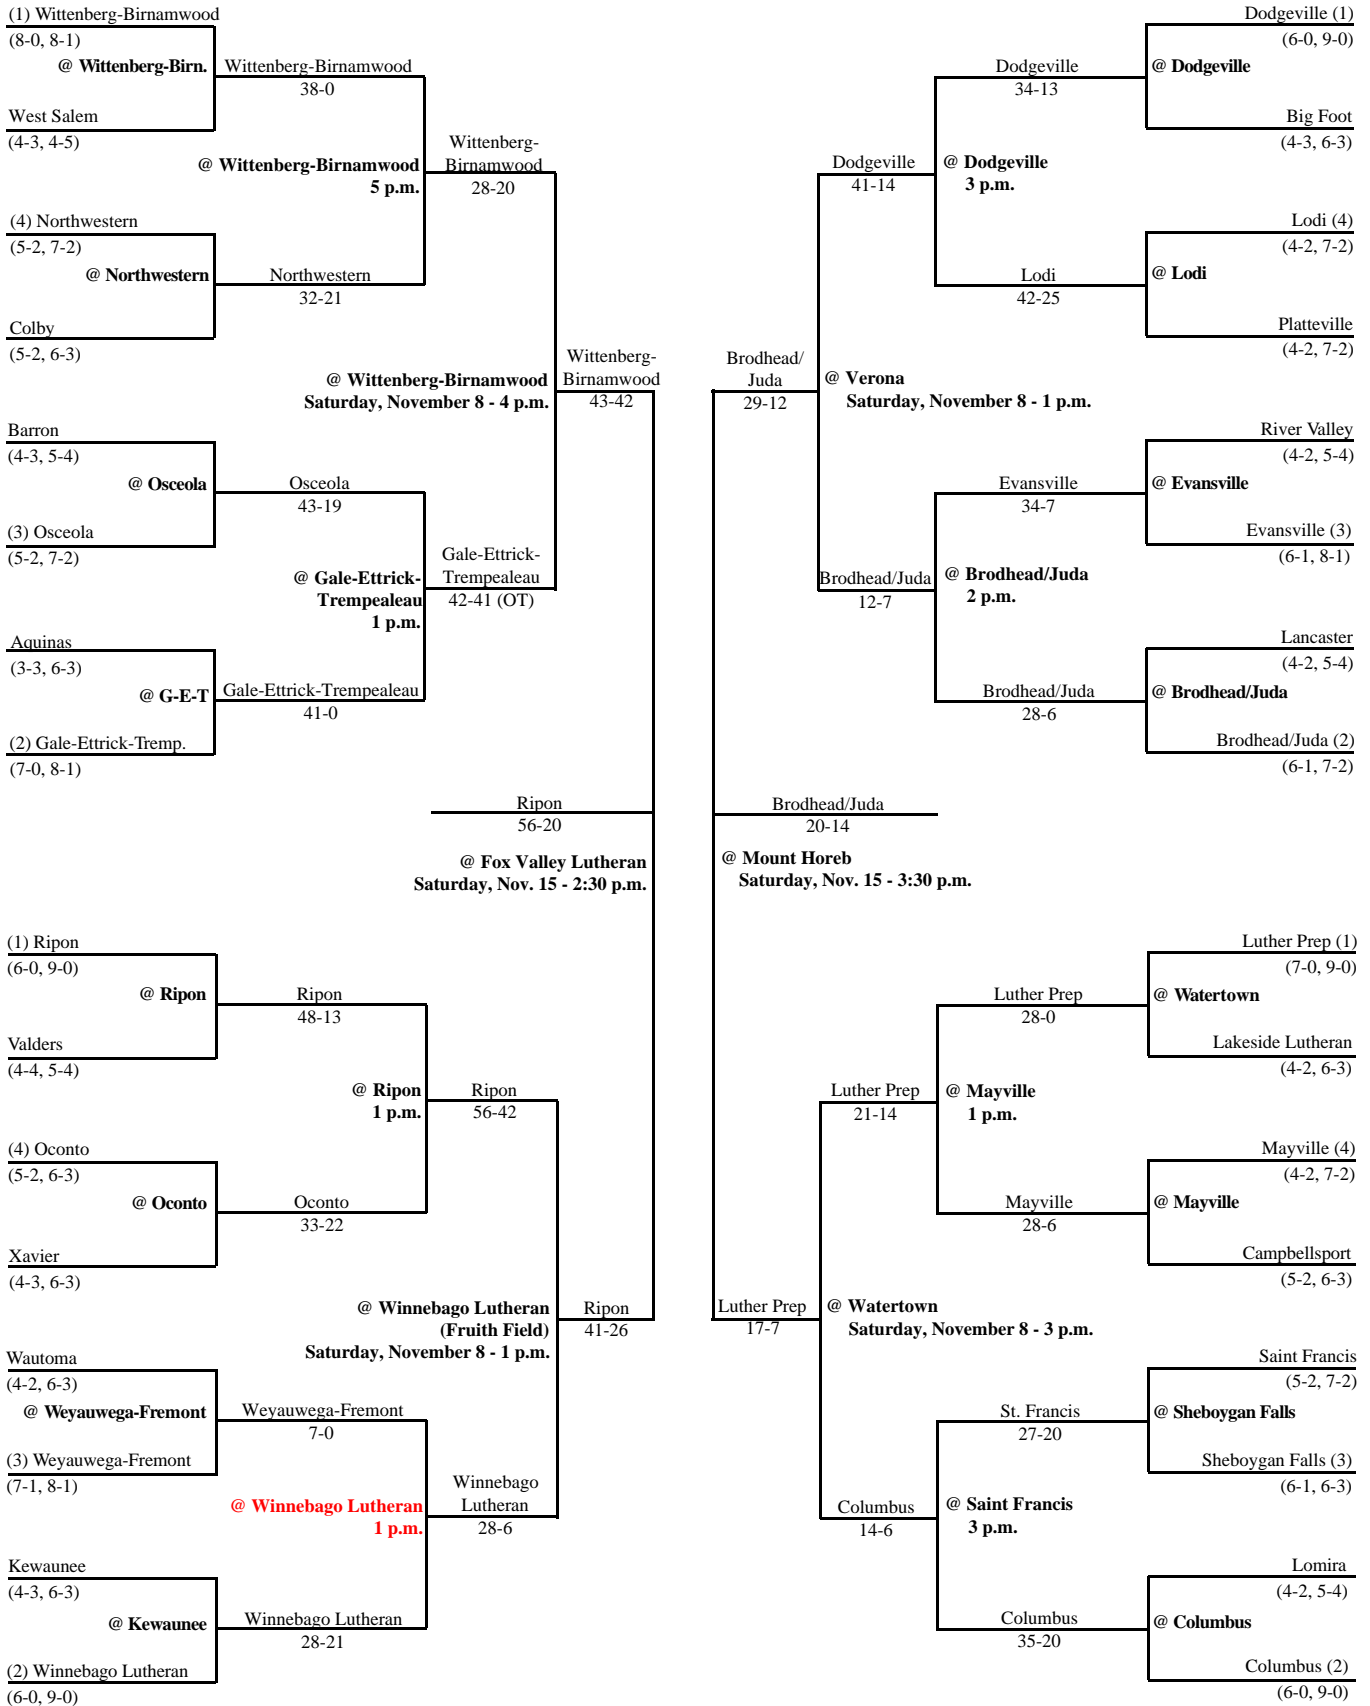 (1) Wittenberg-Birnamwood
(8-0, 8-1)
@ Wittenberg-Birn.
West Salem
(4-3, 4-5)
(4) Northwestern
(5-2, 7-2)
@ Northwestern
Colby
(5-2, 6-3)
Barron
(4-3, 5-4)
@ Osceola
(3) Osceola
(5-2, 7-2)
Aquinas
(3-3, 6-3)
@ G-E-T
(2) Gale-Ettrick-Tremp.
(7-0, 8-1)
Wittenberg-Birnamwood
38-0
@ Wittenberg-Birnamwood
5 p.m.
Northwestern
32-21
Osceola
43-19
@ Gale-Ettrick-
Trempealeau
1 p.m.
Gale-Ettrick-Trempealeau
41-0
Wittenberg-
Birnamwood
28-20
@ Wittenberg-Birnamwood
Saturday, November 8 - 4 p.m.
Gale-Ettrick-
Trempealeau
42-41 (OT)
Wittenberg-
Birnamwood
43-42
Ripon
56-20
@ Fox Valley Lutheran
Saturday, Nov. 15 - 2:30 p.m.
(1) Ripon
(6-0, 9-0)
@ Ripon
Valders
(4-4, 5-4)
(4) Oconto
(5-2, 6-3)
@ Oconto
Xavier
(4-3, 6-3)
Wautoma
(4-2, 6-3)
@ Weyauwega-Fremont
(3) Weyauwega-Fremont
(7-1, 8-1)
Kewaunee
(4-3, 6-3)
@ Kewaunee
(2) Winnebago Lutheran
(6-0, 9-0)
Ripon
48-13
@ Ripon
1 p.m.
Oconto
33-22
Weyauwega-Fremont
7-0
@ Winnebago Lutheran
1 p.m.
Winnebago Lutheran
28-21
Ripon
56-42
@ Winnebago Lutheran
(Fruith Field)
Saturday, November 8 - 1 p.m.
Winnebago
Lutheran
28-6
Ripon
41-26
Dodgeville (1)
(6-0, 9-0)
@ Dodgeville
Big Foot
(4-3, 6-3)
Lodi (4)
(4-2, 7-2)
@ Lodi
Platteville
(4-2, 7-2)
River Valley
(4-2, 5-4)
@ Evansville
Evansville (3)
(6-1, 8-1)
Lancaster
(4-2, 5-4)
@ Brodhead/Juda
Brodhead/Juda (2)
(6-1, 7-2)
Dodgeville
34-13
@ Dodgeville
3 p.m.
Lodi
42-25
Evansville
34-7
@ Brodhead/Juda
2 p.m.
Brodhead/Juda
28-6
Dodgeville
41-14
@ Verona
Saturday, November 8 - 1 p.m.
Brodhead/Juda
12-7
Brodhead/
Juda
29-12
Brodhead/Juda
20-14
@ Mount Horeb
Saturday, Nov. 15 - 3:30 p.m.
Luther Prep (1)
(7-0, 9-0)
@ Watertown
Lakeside Lutheran
(4-2, 6-3)
Mayville (4)
(4-2, 7-2)
@ Mayville
Campbellsport
(5-2, 6-3)
Saint Francis
(5-2, 7-2)
@ Sheboygan Falls
Sheboygan Falls (3)
(6-1, 6-3)
Lomira
(4-2, 5-4)
@ Columbus
Columbus (2)
(6-0, 9-0)
Luther Prep
28-0
@ Mayville
1 p.m.
Mayville
28-6
St. Francis
27-20
@ Saint Francis
3 p.m.
Columbus
35-20
Luther Prep
21-14
@ Watertown
Saturday, November 8 - 3 p.m.
Columbus
14-6
Luther Prep
17-7